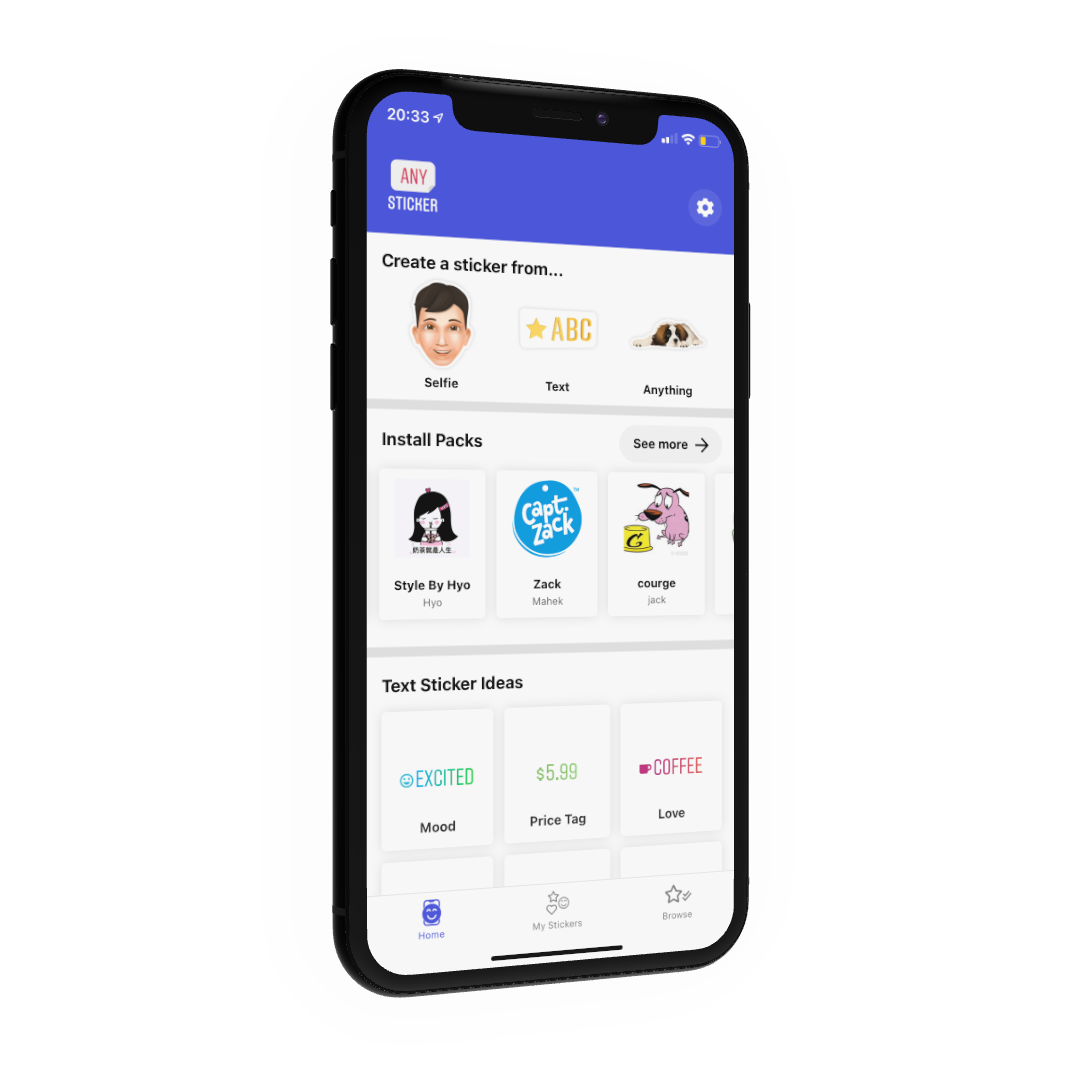 20:33
ANY
STICKER
Create a sticker from...
ABC
Selfie
Text
Anything
Install Packs
See more
奶茶就是人生
Capt.
Zack
TM
C
Style By Hyo
Hyo
Zack
Mahek
courge
jack
Text Sticker Ideas
EXCITED
$5.99
COFFEE
Mood
Price Tag
Love
Home
My Stickers
Browse